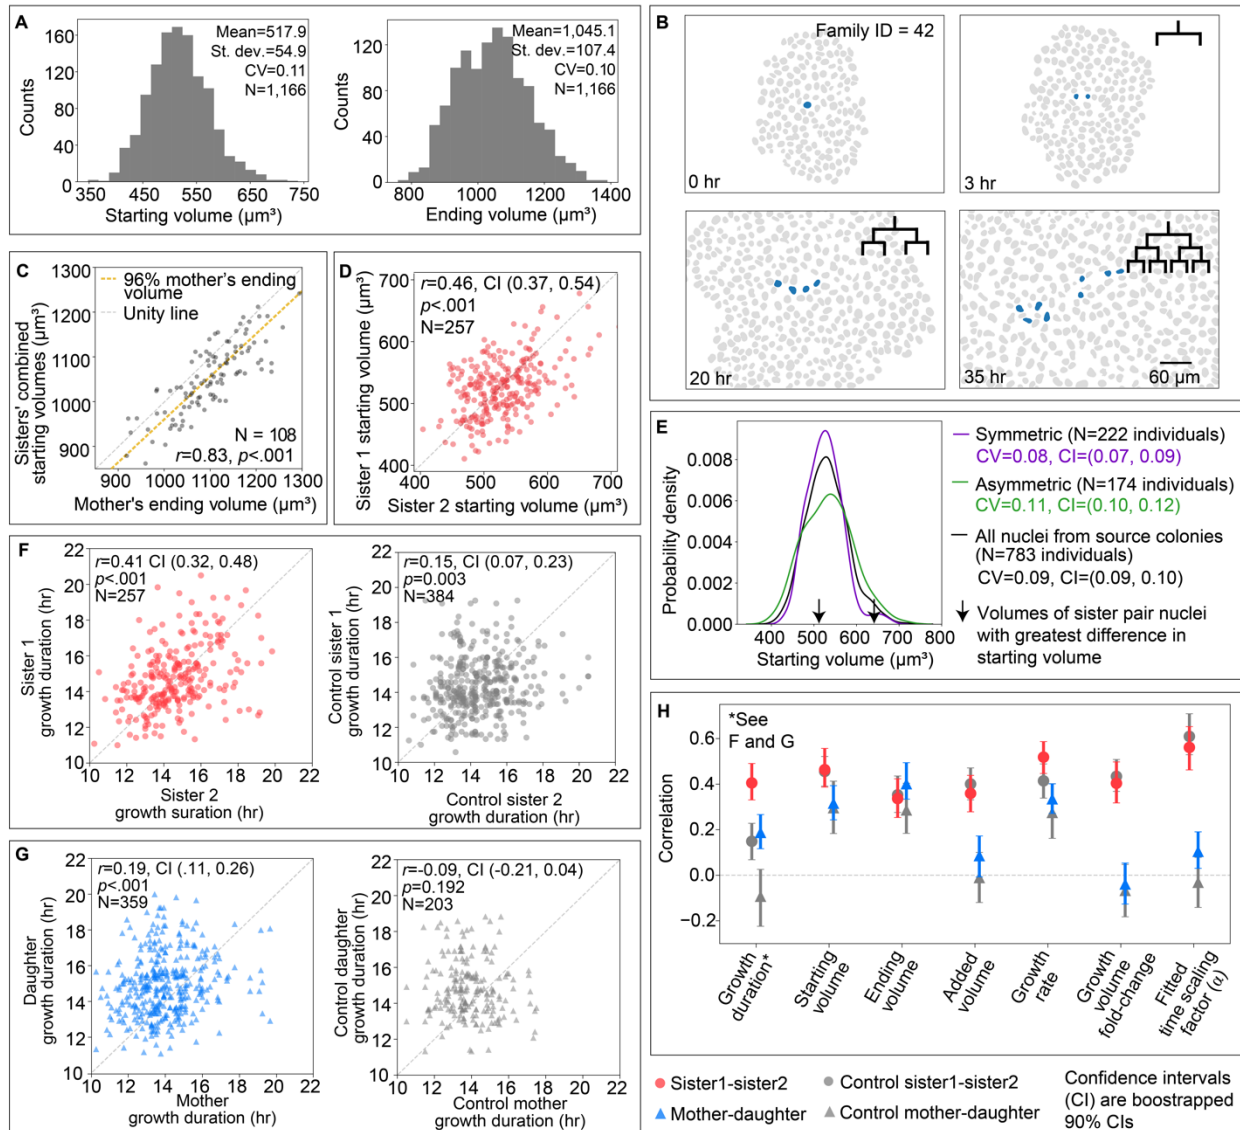 A
Mean=517.9
St. dev.=54.9
CV=0.11
N=1,166
Counts
160
120
80
40
0
350
450
550
650
750
Starting volume (µm³)
Mean=1,045.1
St. dev.=107.4
CV=0.10
N=1,166
Counts
120
80
40
0
800
1000
1200
1400
Ending volume (µm³)
B
Family ID = 42
0 hr
3 hr
20 hr
35 hr
60 µm
C
1300
1200
1100
1000
900
96% mother's ending
volume
Unity line
N = 108
r=0.83, p<.001
Sisters' combined
starting volumes (µm³)
900
1000
1100
1200
1300
Mother's ending volume (µm³)
D
700
600
500
400
r=0.46, CI (0.37, 0.54)
p<.001
N=257
Sister 1 starting volume (µm³)
400
500
600
700
Sister 2 starting volume (µm³)
E
Probability density
0.008
0.006
0.004
0.002
0.000
400
500
600
700
800
Starting volume (µm³)
Symmetric (N=222 individuals)
CV=0.08, CI=(0.07, 0.09)
Asymmetric (N=174 individuals)
CV=0.11, CI=(0.10, 0.12)
All nuclei from source colonies
(N=783 individuals)
CV=0.09, CI=(0.09, 0.10)
Volumes of sister pair nuclei
with greatest difference in
starting volume
F
22
20
18
16
14
12
10
r=0.41 CI (0.32, 0.48)
p<.001
N=257
Sister 1
growth duration (hr)
10
12
14
16
18
20
22
Sister 2
growth suration (hr)
22
20
18
16
14
12
10
r=0.15, CI (0.07, 0.23)
p=0.003
N=384
Control sister 1
growth duration (hr)
10
12
14
16
18
20
22
Control sister 2
growth duration (hr)
G
22
20
18
16
14
12
10
r=0.19, CI (.11, 0.26)
p<.001
N=359
Daughter
growth duration (hr)
10
12
14
16
18
20
22
Mother
growth duration (hr)
22
20
18
16
14
12
10
r=-0.09, CI (-0.21, 0.04)
p=0.192
N=203
Control daughter
growth duration (hr)
10
12
14
16
18
20
22
Control mother
growth duration (hr)
H
*See
F and G
Correlation
0.6
0.4
0.2
0.0
−0.2
Growth
duration*
Starting
volume
Ending
volume
Added
volume
Growth
rate
Growth
volume
fold-change
Fitted
time scaling
factor (α)
Sister1-sister2
Control sister1-sister2
Mother-daughter
Control mother-daughter
Confidence intervals
(CI) are boostrapped
90% CIs